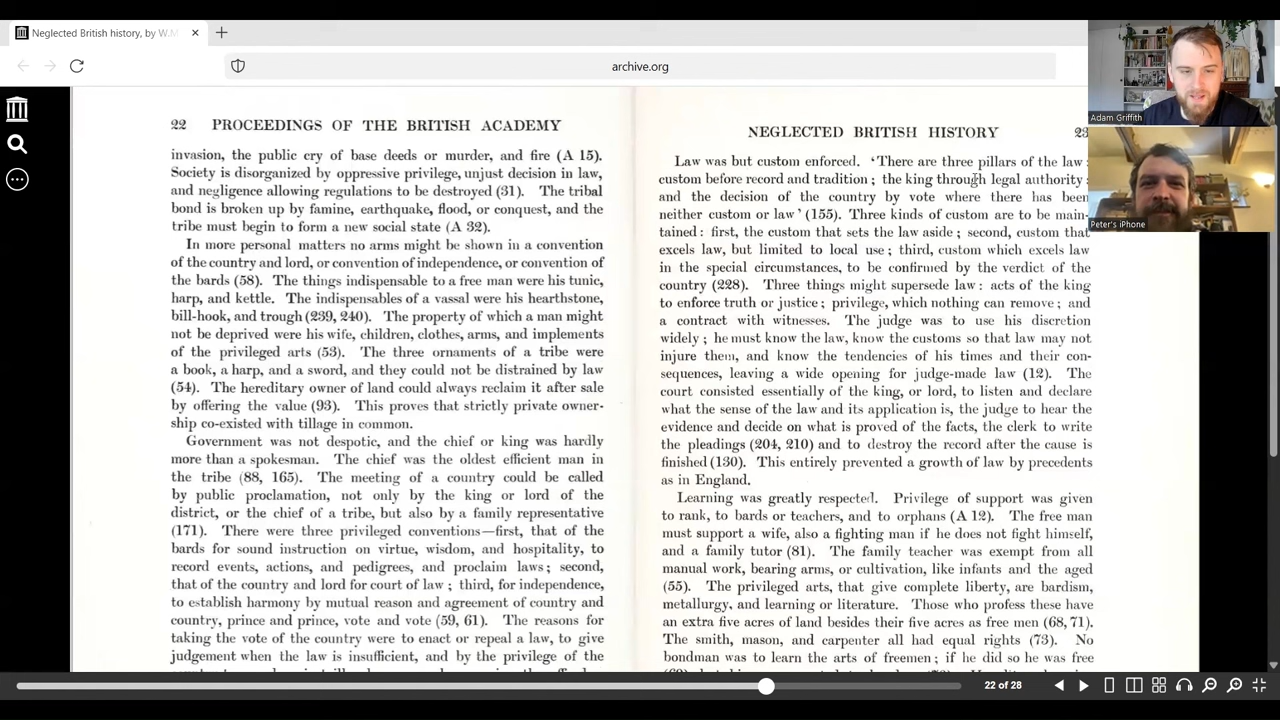 Neglected British history, by W.M
archive.org
Adam Griffith
Peter's iPhone
22 PROCEEDINGS OF THE BRITISH ACADEMY
invasion, the public cry of base deeds or murder, and fire (A 15).
Society is disorganized by oppressive privilege, unjust decision in law,
and negligence allowing regulations to be destroyed (31). The tribal
bond is broken up by famine, earthquake, flood, or conquest, and the
tribe must begin to form a new social state (A 32).
In more personal matters no arms might be shown in a convention
of the country and lord, or convention of independence, or convention of
the bards (58). The things indispensable to a free man were his tunic,
harp, and kettle. The indispensables of a vassal were his hearthstone,
bill-hook, and trough (239, 240). The property of which a man might
not be deprived were his wife, children, clothes, arms, and implements
of the privileged arts (53). The three ornaments of a tribe were
a book, a harp, and a sword, and they could not be distrained by law
(54). The hereditary owner of land could always reclaim it after sale
by offering the value (93). This proves that strictly private owner-
ship co-existed with tillage in common.
Government was not despotic, and the chief or king was hardly
more than a spokesman. The chief was the oldest efficient man in
the tribe (88, 165). The meeting of a country could be called
by public proclamation, not only by the king or lord of the
district, or the chief of a tribe, but also by a family representative
(171). There were three privileged conventions—first, that of the
bards for sound instruction on virtue, wisdom, and hospitality, to
record events, actions, and pedigrees, and proclaim laws; second,
that of the country and lord for court of law; third, for independence,
to establish harmony by mutual reason and agreement of country and
country, prince and prince, vote and vote (59, 61). The reasons for
taking the vote of the country were to enact or repeal a law, to give
judgement when the law is insufficient, and by the privilege of the
NEGLECTED BRITISH HISTORY 23
Law was but custom enforced. 'There are three pillars of the law:
custom before record and tradition; the king through legal authority;
and the decision of the country by vote where there has been
neither custom or law' (155). Three kinds of custom are to be main-
tained: first, the custom that sets the law aside; second, custom that
excels law, but limited to local use; third, custom which excels law
in the special circumstances, to be confirmed by the verdict of the
country (228). Three things might supersede law: acts of the king
to enforce truth or justice; privilege, which nothing can remove; and
a contract with witnesses. The judge was to use his discretion
widely; he must know the law, know the customs so that law may not
injure them, and know the tendencies of his times and their con-
sequences, leaving a wide opening for judge-made law (12). The
court consisted essentially of the king, or lord, to listen and declare
what the sense of the law and its application is, the judge to hear the
evidence and decide on what is proved of the facts, the clerk to write
the pleadings (204, 210) and to destroy the record after the cause is
finished (130). This entirely prevented a growth of law by precedents
as in England.
Learning was greatly respected. Privilege of support was given
to rank, to bards or teachers, and to orphans (A 12). The free man
must support a wife, also a fighting man if he does not fight himself,
and a family tutor (81). The family teacher was exempt from all
manual work, bearing arms, or cultivation, like infants and the aged
(55). The privileged arts, that give complete liberty, are bardism,
metallurgy, and learning or literature. Those who profess these have
an extra five acres of land besides their five acres as free men (68, 71).
The smith, mason, and carpenter all had equal rights (73). No
bondman was to learn the arts of freemen; if he did so he was free
22 of 28